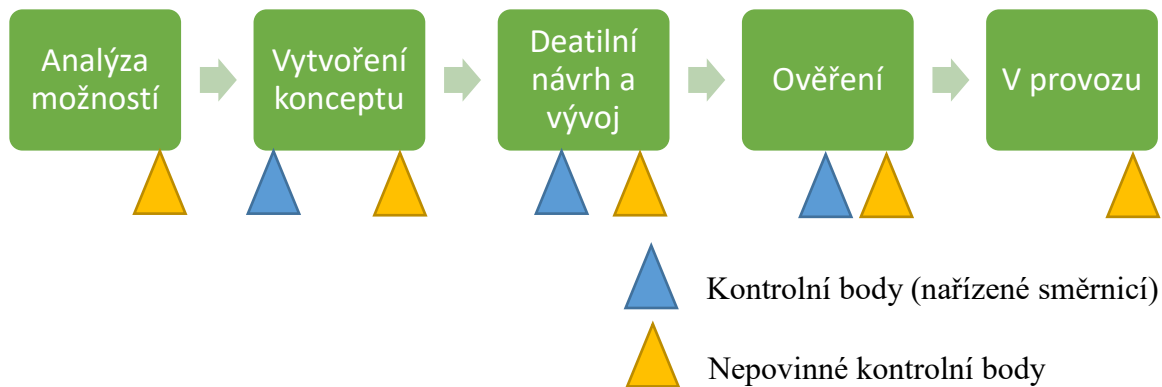 Analýza
možností
Vytvoření
konceptu
Deatilní
návrh a
vývoj
Ověření
V provozu
Kontrolní body (nařízené směrnicí)
Nepovinné kontrolní body